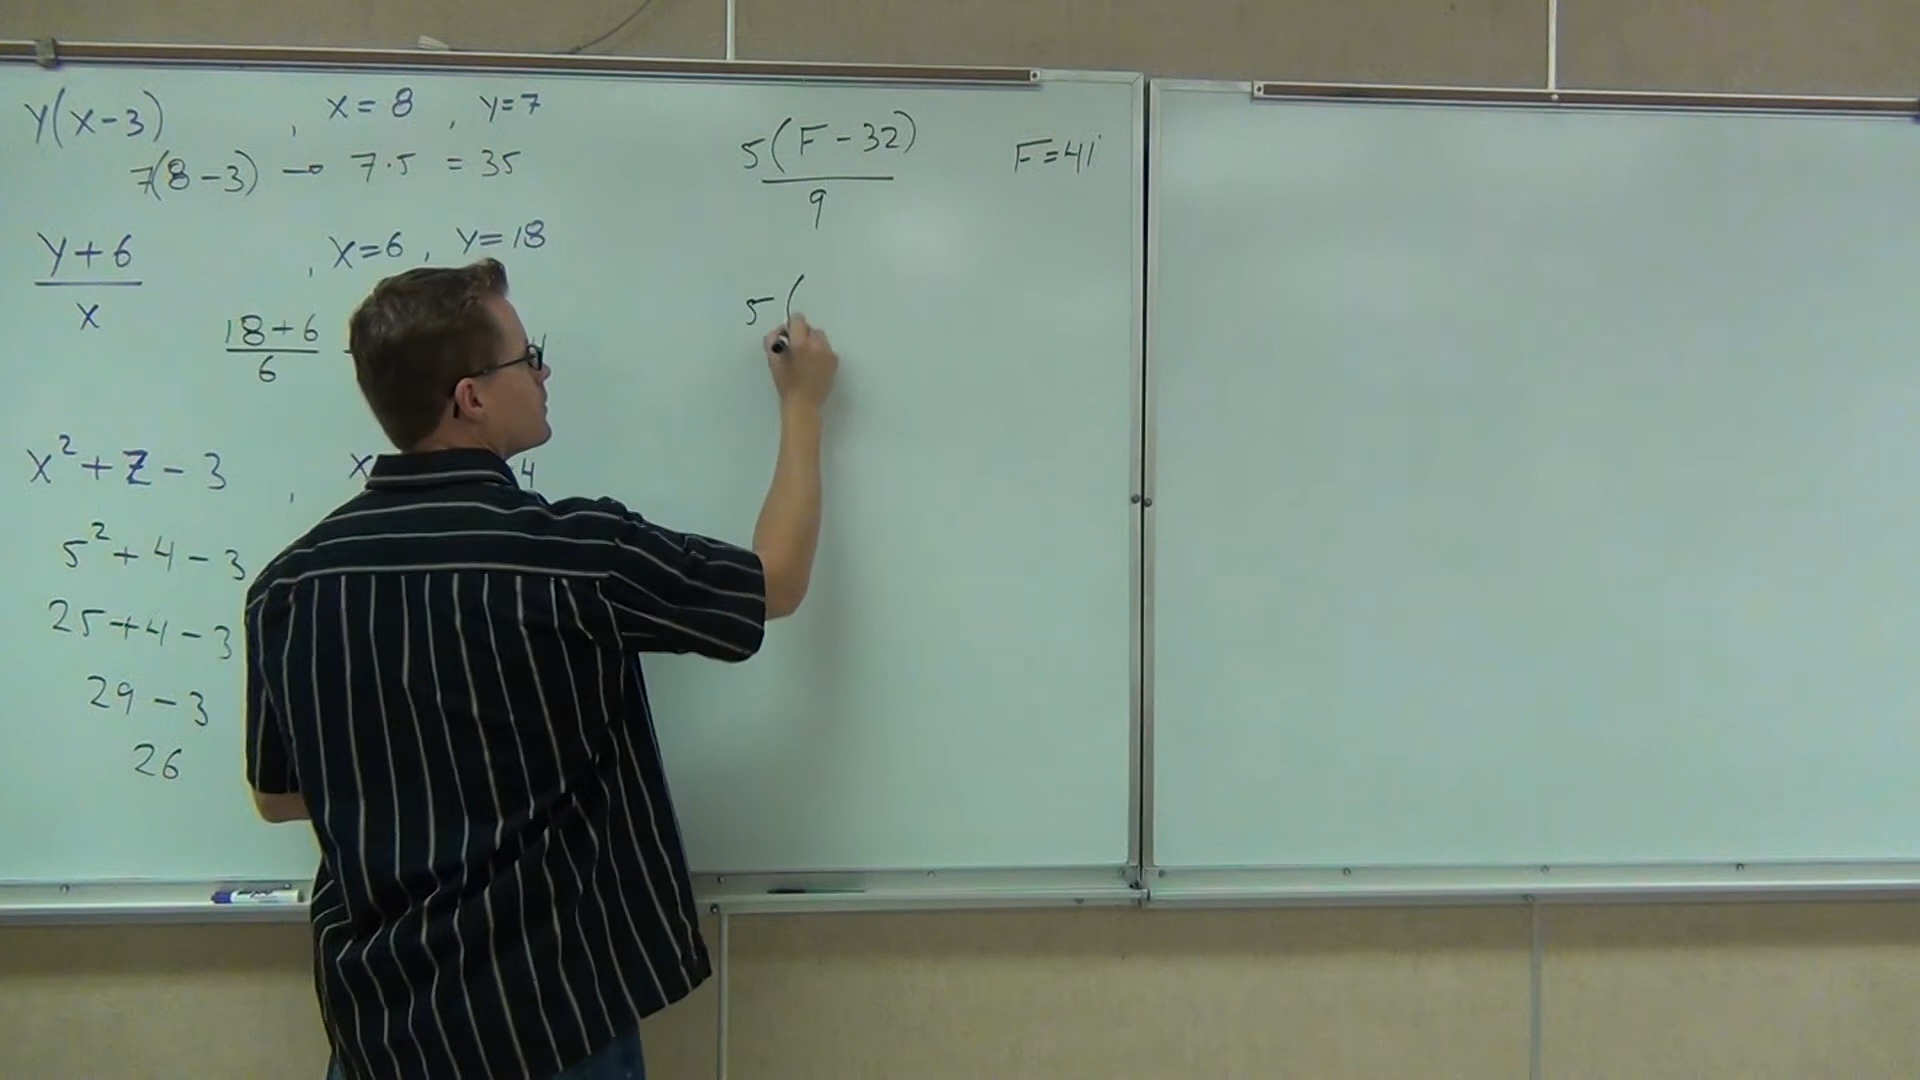 y(x-3) , x=8 , y=7
7(8-3) → 7·5 = 35
y+6
x
, x=6 , y=18
18+6
6
x²+z-3 , x 4
5²+4-3
25+4-3
29-3
26
5(F-32)
9
F=41
5(